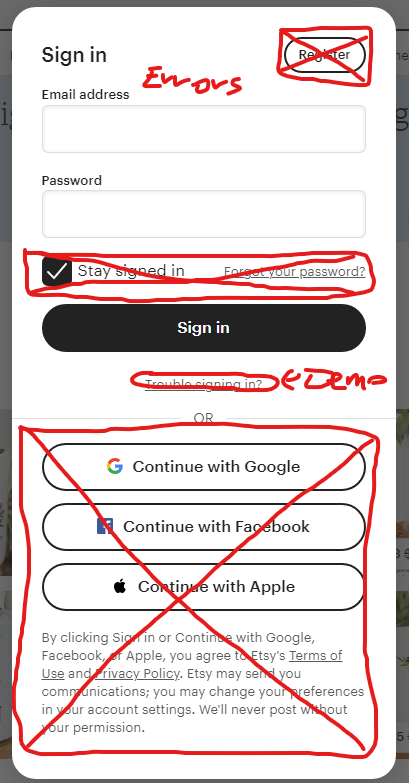 Sign in
Register
Errors
Email address
Password
Stay signed in
Forgot your password?
Sign in
Trouble signing in?
Demo
OR
Continue with Google
Continue with Facebook
Continue with Apple
By clicking Sign in or Continue with Google,
Facebook, or Apple, you agree to Etsy's Terms of
Use and Privacy Policy. Etsy may send you
communications; you may change your preferences
in your account settings. We'll never post without
your permission.